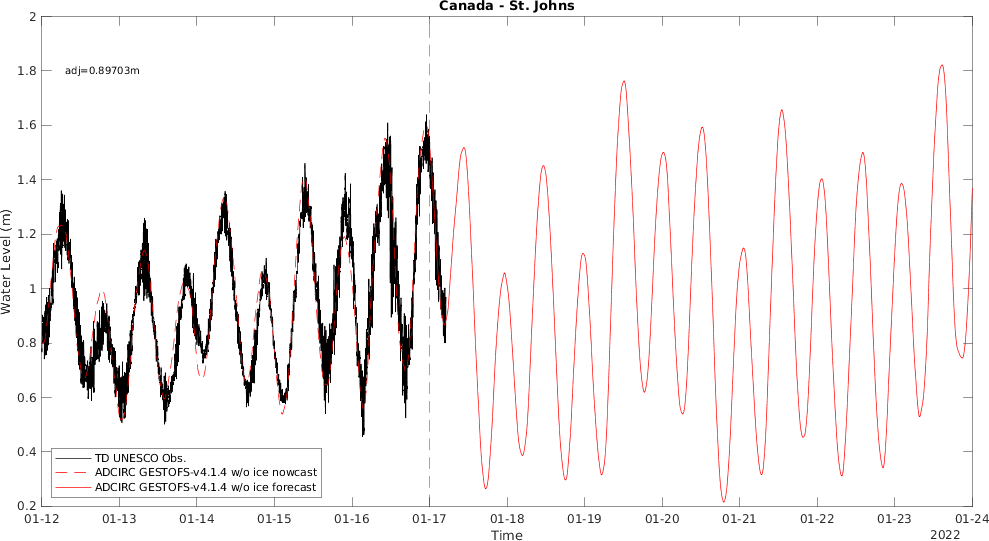 Canada - St. Johns
2
1.8
1.6
1.4
1.2
1
0.8
0.6
0.4
0.2
Water Level (m)
adj=0.89703m
TD UNESCO Obs.
ADCIRC GESTOFS-v4.1.4 w/o ice nowcast
ADCIRC GESTOFS-v4.1.4 w/o ice forecast
01-12 01-13 01-14 01-15 01-16 01-17 01-18 01-19 01-20 01-21 01-22 01-23 01-24
Time
2022